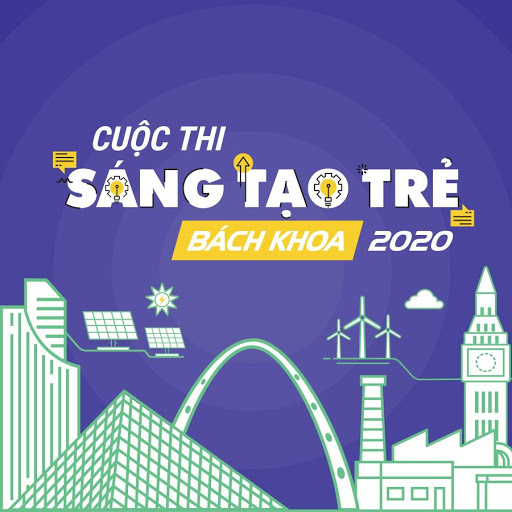 CUỘC THI
SÁNG TẠO TRẺ
BÁCH KHOA 2020